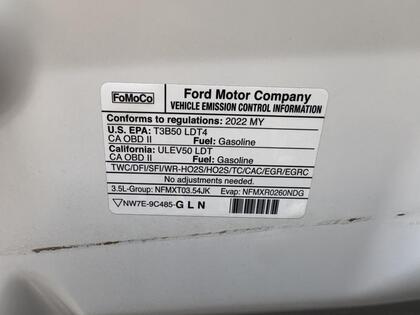 FoMoCo
Ford Motor Company
VEHICLE EMISSION CONTROL INFORMATION
Conforms to regulations: 2022 MY
U.S. EPA: T3B50 LDT4
CA OBD II Fuel: Gasoline
California: ULEV50 LDT
CA OBD II Fuel: Gasoline
TWC/DFI/SFI/WR-HO2S/HO2S/TC/CAC/EGR/EGRC
No adjustments needed.
3.5L-Group: NFMXT03.54JK Evap: NFMXR0260NDG
NW7E-9C485-GLN